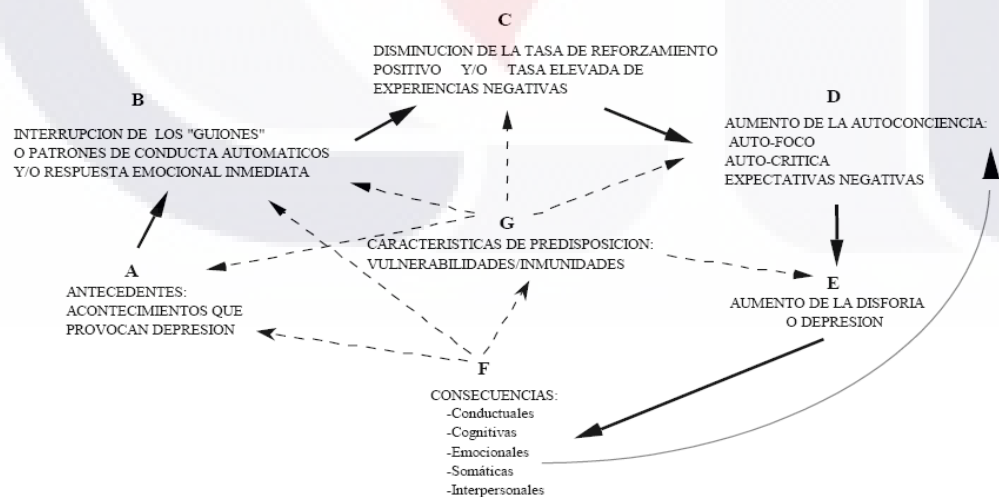 C
DISMINUCION DE LA TASA DE REFORZAMIENTO
POSITIVO Y/O TASA ELEVADA DE
EXPERIENCIAS NEGATIVAS
B
INTERRUPCION DE LOS "GUIONES"
O PATRONES DE CONDUCTA AUTOMATICOS
Y/O RESPUESTA EMOCIONAL INMEDIATA
D
AUMENTO DE LA AUTOCONCIENCIA:
AUTO-FOCO
AUTO-CRITICA
EXPECTATIVAS NEGATIVAS
G
CARACTERISTICAS DE PREDISPOSICION:
VULNERABILIDADES/INMUNIDADES
A
ANTECEDENTES:
ACONTECIMIENTOS QUE
PROVOCAN DEPRESION
E
AUMENTO DE LA DISFORIA
O DEPRESION
F
CONSECUENCIAS:
-Conductuales
-Cognitivas
-Emocionales
-Somáticas
-Interpersonales